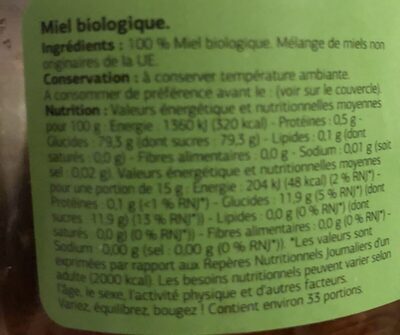 Miel biologique.
Ingrédients : 100 % Miel biologique. Mélange de miels non
originaires de la UE.
Conservation : à conserver température ambiante.
A consommer de préférence avant le : (voir sur le couvercle).
Nutrition : Valeurs énergétique et nutritionnelles moyennes
pour 100 g : Energie : 1360 kJ (320 kcal) - Protéines : 0,5 g -
Glucides : 79,3 g (dont sucres : 79,3 g) - Lipides : 0,1 g (dont
saturés : 0,0 g) - Fibres alimentaires : 0,0 g - Sodium : 0,01 g (soit
sel : 0,02 g). Valeurs énergétique et nutritionnelles moyennes
pour une portion de 15 g : Energie : 204 kJ (48 kcal) (2 % RNJ*) -
Protéines : 0,1 g (<1 % RNJ*) - Glucides : 11,9 g (5 % RNJ*) (dont
sucres : 11,9 g) (13 % RNJ*)) - Lipides : 0,0 g (0 % RNJ*) (dont
saturés : 0,0 g) (0 % RNJ*)) - Fibres alimentaires : 0,0 g (0 % RNJ*) -
Sodium : 0,00 g (sel : 0,00 g (0 % RNJ*)). *Les valeurs sont
exprimées par rapport aux Repères Nutritionnels Journaliers d'un
adulte (2000 kcal). Les besoins nutritionnels peuvent varier selon
l'âge, le sexe, l'activité physique et d'autres facteurs.
Variez, équilibrez, bougez ! Contient environ 33 portions.